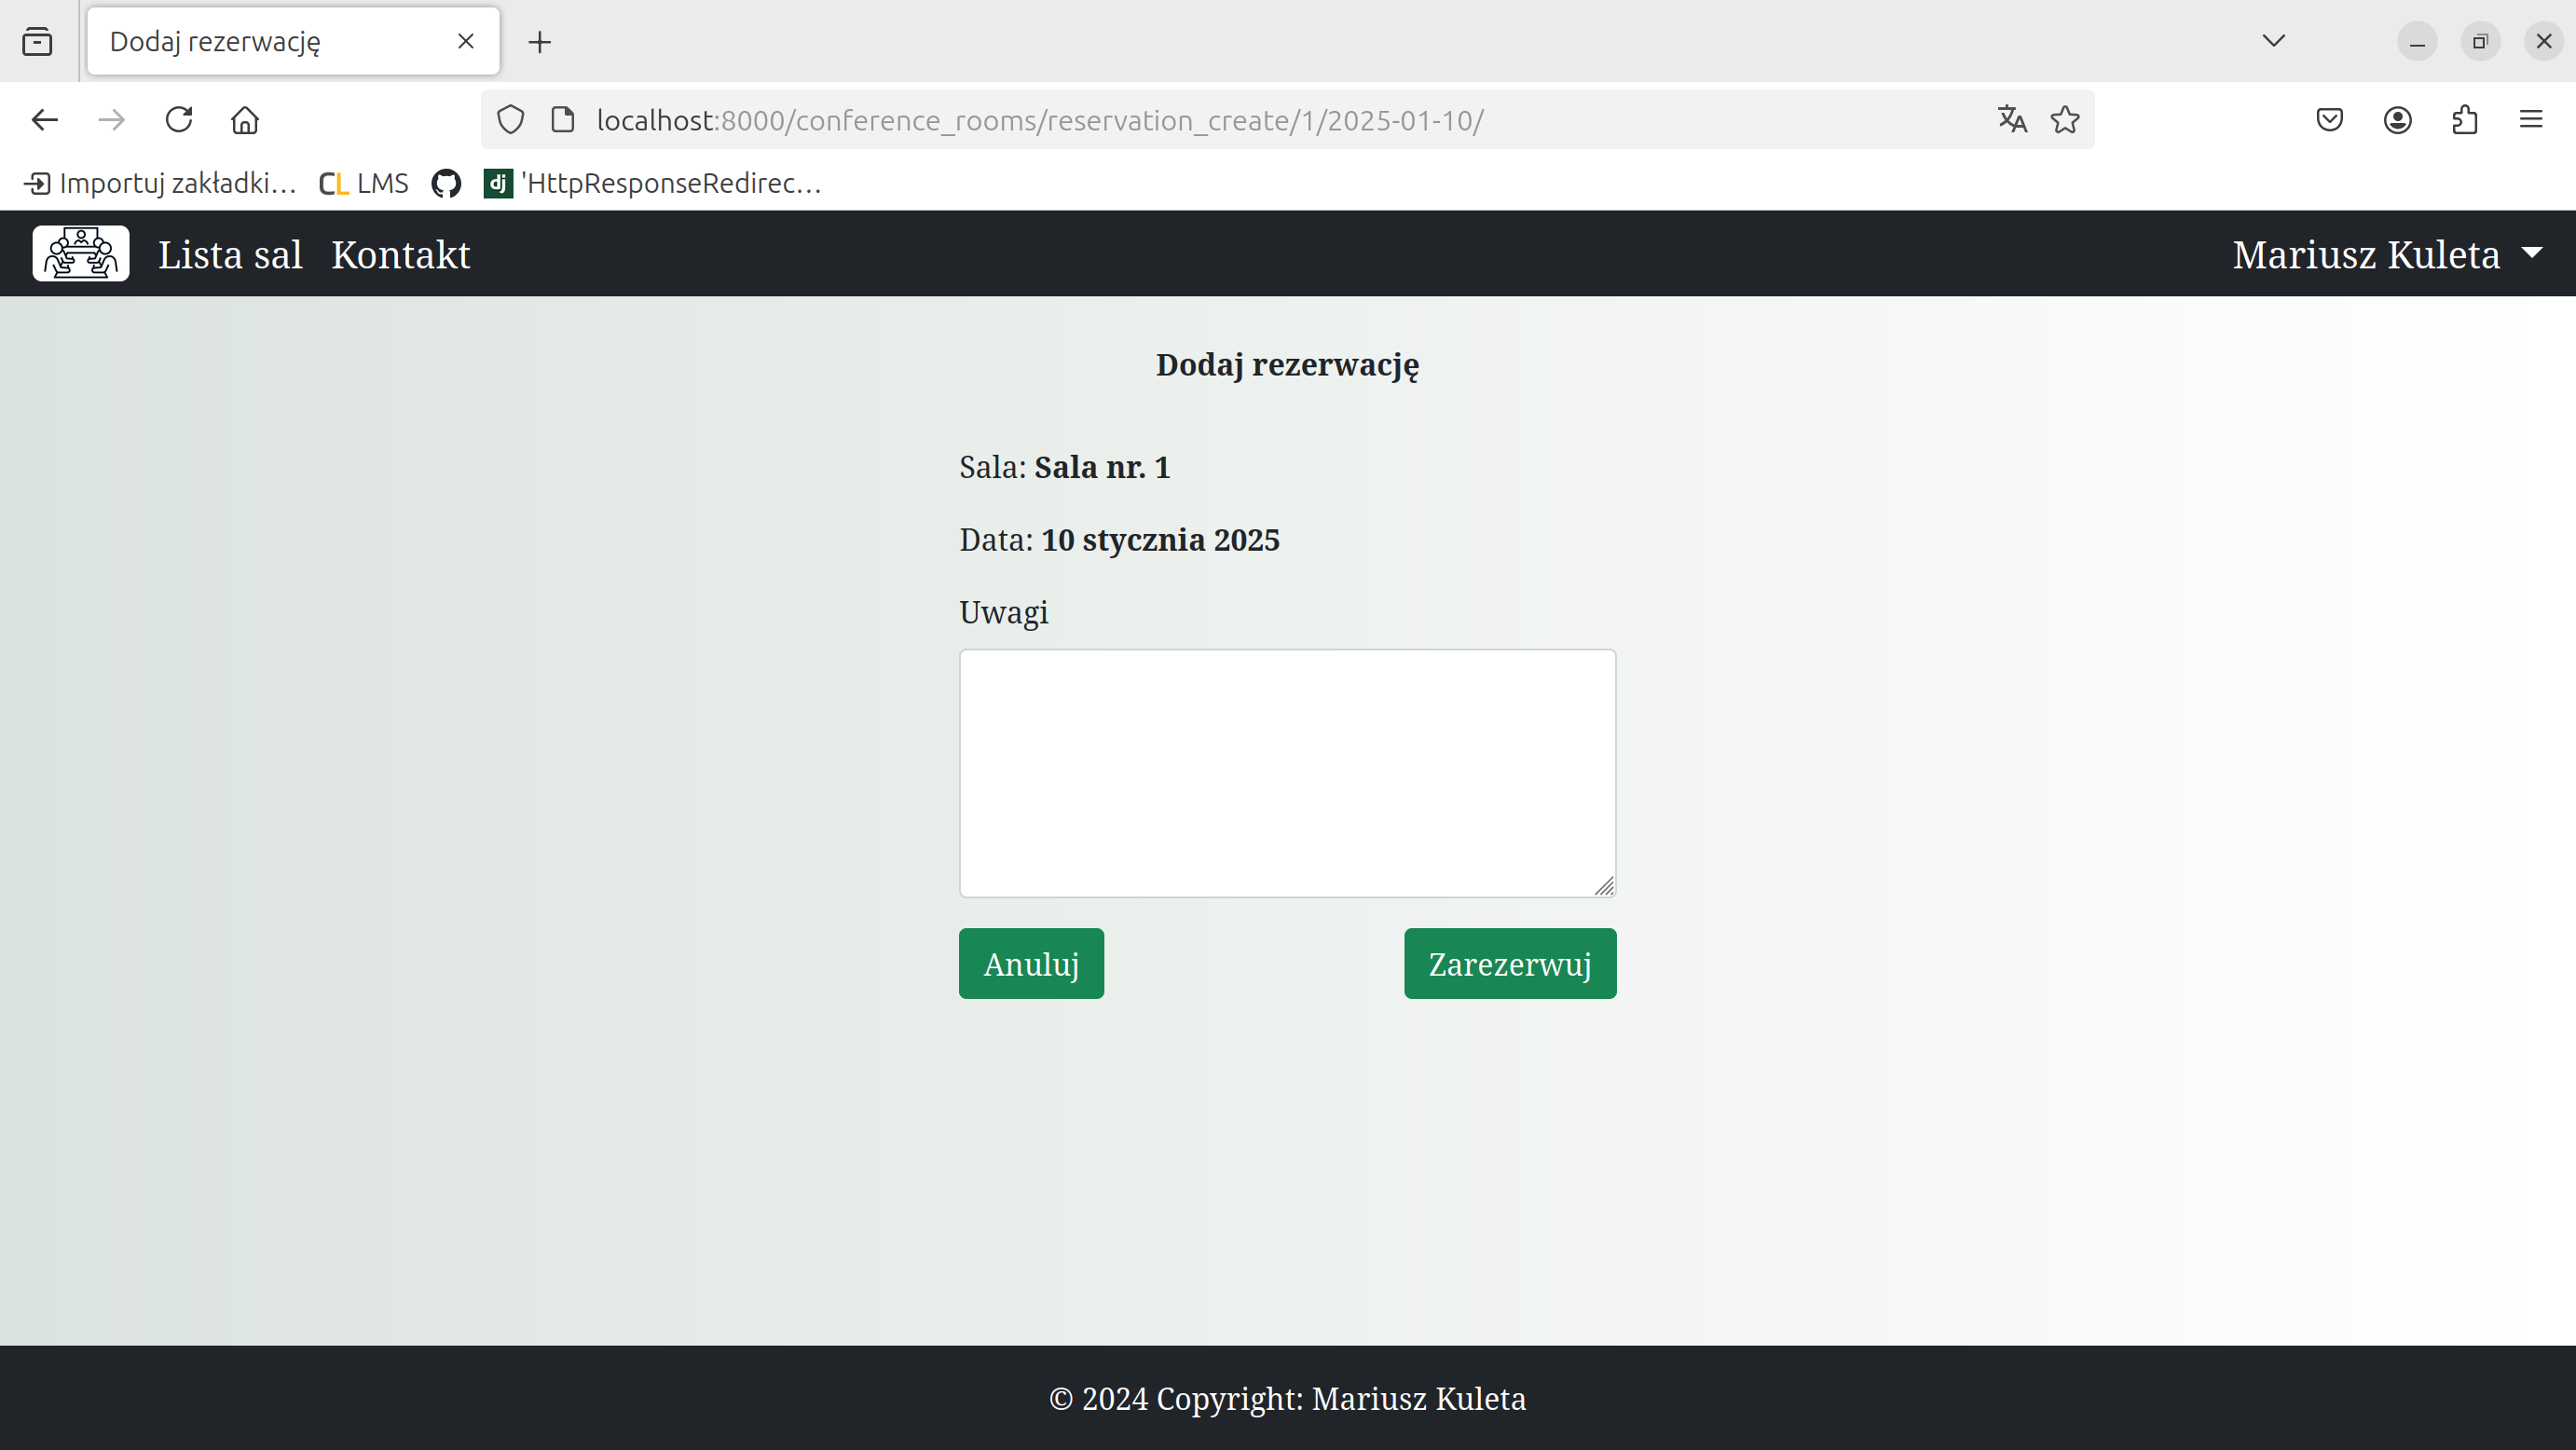 Dodaj rezerwację
localhost:8000/conference_rooms/reservation_create/1/2025-01-10/
Importuj zakładki... CL LMS dj 'HttpResponseRedirec...
Lista sal Kontakt Mariusz Kuleta
Dodaj rezerwację
Sala: Sala nr. 1
Data: 10 stycznia 2025
Uwagi
Anuluj Zarezerwuj
© 2024 Copyright: Mariusz Kuleta